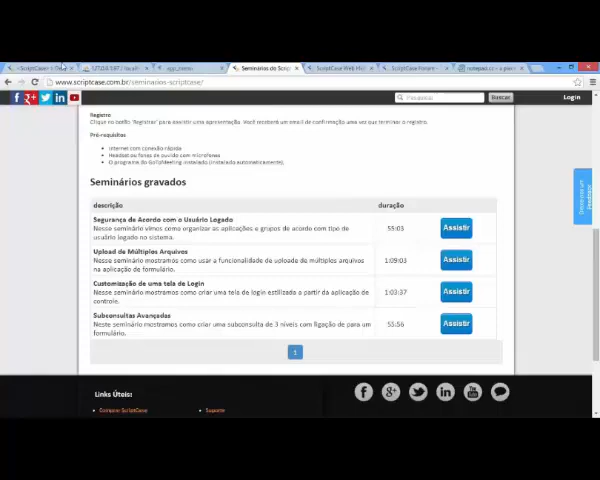 Seminários do Script
ScriptCase Web Hel
ScriptCase Forum -
www.scriptcase.com.br/seminarios-scriptcase/
Pesquisar
Buscar
Login
Registro
Clique no botão 'Registrar' para assistir uma apresentação. Você receberá um email de confirmação uma vez que terminar o registro.
Pré-requisitos
Internet com conexão rápida
Headset ou fones de ouvido com microfones
O programa do GoToMeeting instalado (instalado automaticamente).
Seminários gravados
descrição duração
Segurança de Acordo com o Usuário Logado
Nesse seminário vimos como organizar as aplicações e grupos de acordo com tipo de
usuário logado no sistema.
55:03
Assistir
Upload de Múltiplos Arquivos
Nesse seminário mostramos como usar a funcionalidade de uploads de múltiplos arquivos
na aplicação de formulário.
1:09:03
Assistir
Customização de uma tela de Login
Nesse seminário mostramos como criar uma tela de login estilizada a partir da aplicação de
controle.
1:03:37
Assistir
Subconsultas Avançadas
Neste seminário mostramos como criar uma subconsulta de 3 níveis com ligação de para um
formulário.
55:56
Assistir
1
Links Úteis:
Compre ScriptCase
Suporte